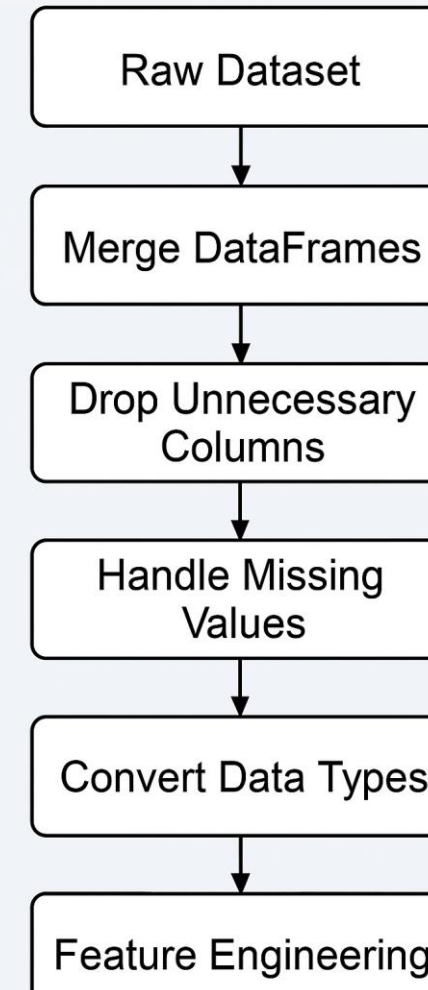 Raw Dataset
Merge DataFrames
Drop Unnecessary
Columns
Handle Missing
Values
Convert Data Types
Feature Engineering